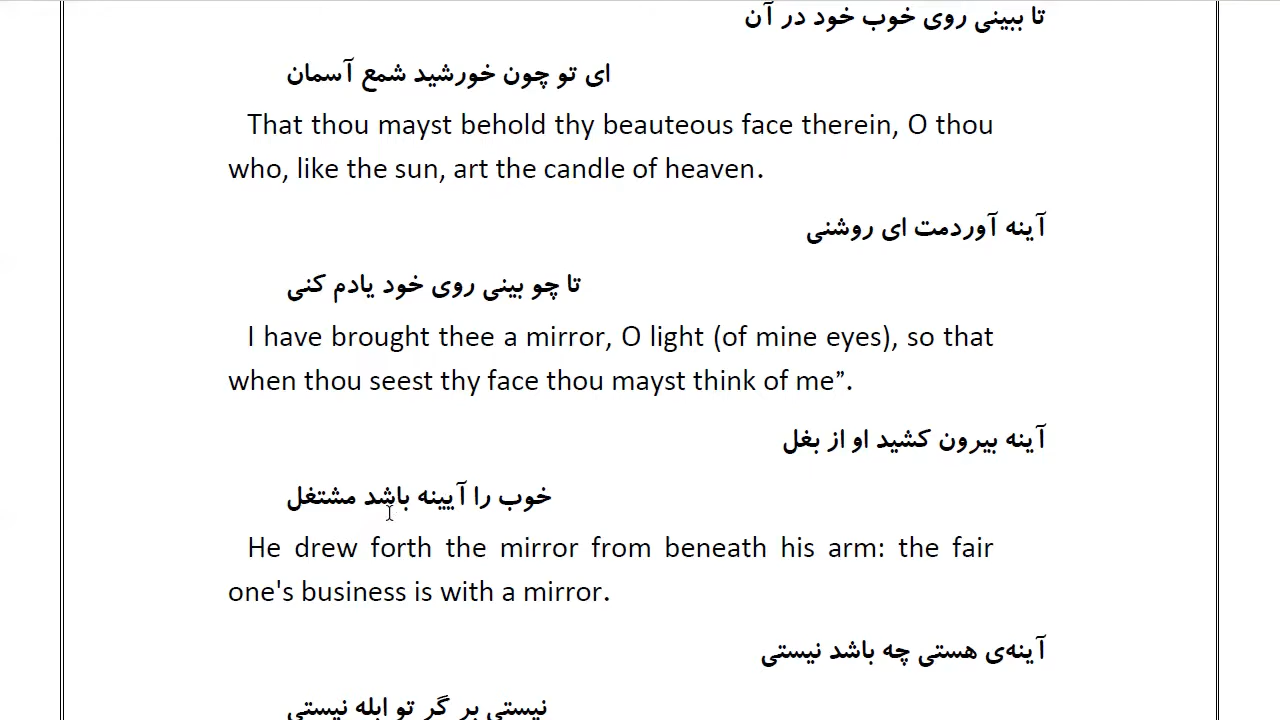 تا ببینی روی خوب خود در آن
ای تو چون خورشید شمع آسمان
That thou mayst behold thy beauteous face therein, O thou
who, like the sun, art the candle of heaven.
آینه آوردمت ای روشنی
تا چو بینی روی خود یادم کنی
I have brought thee a mirror, O light (of mine eyes), so that
when thou seest thy face thou mayst think of me”.
آینه بیرون کشید او از بغل
خوب را آیینه باشد مشتغل
He drew forth the mirror from beneath his arm: the fair
one's business is with a mirror.
آینه‌ی هستی چه باشد نیستی
نیستی بر گر تو ابله نیستی